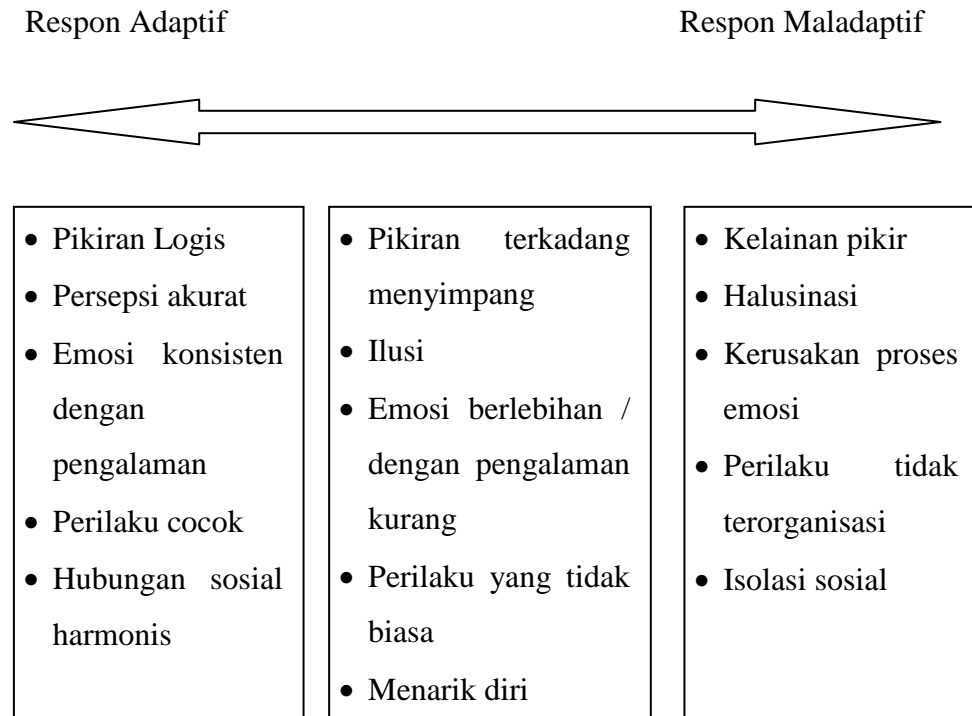 Respon Adaptif
Respon Maladaptif
• Pikiran Logis
• Persepsi akurat
• Emosi konsisten
dengan
pengalaman
• Perilaku cocok
• Hubungan sosial
harmonis
• Pikiran terkadang
menyimpang
• Ilusi
• Emosi berlebihan /
dengan pengalaman
kurang
• Perilaku yang tidak
biasa
• Menarik diri
• Kelainan pikir
• Halusinasi
• Kerusakan proses
emosi
• Perilaku tidak
terorganisasi
• Isolasi sosial